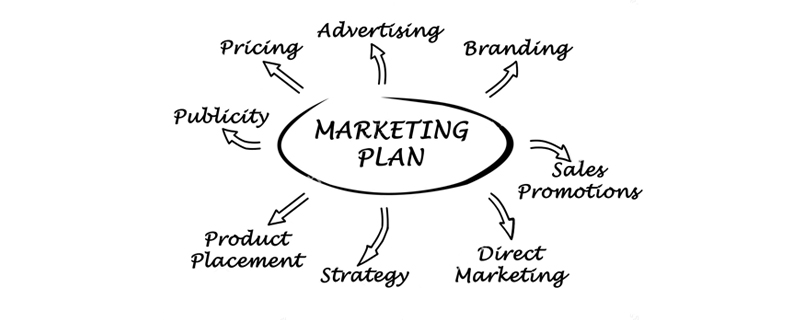 Advertising
Pricing
Branding
Publicity
MARKETING
PLAN
Sales
Promotions
Product
Placement
Strategy
Direct
Marketing